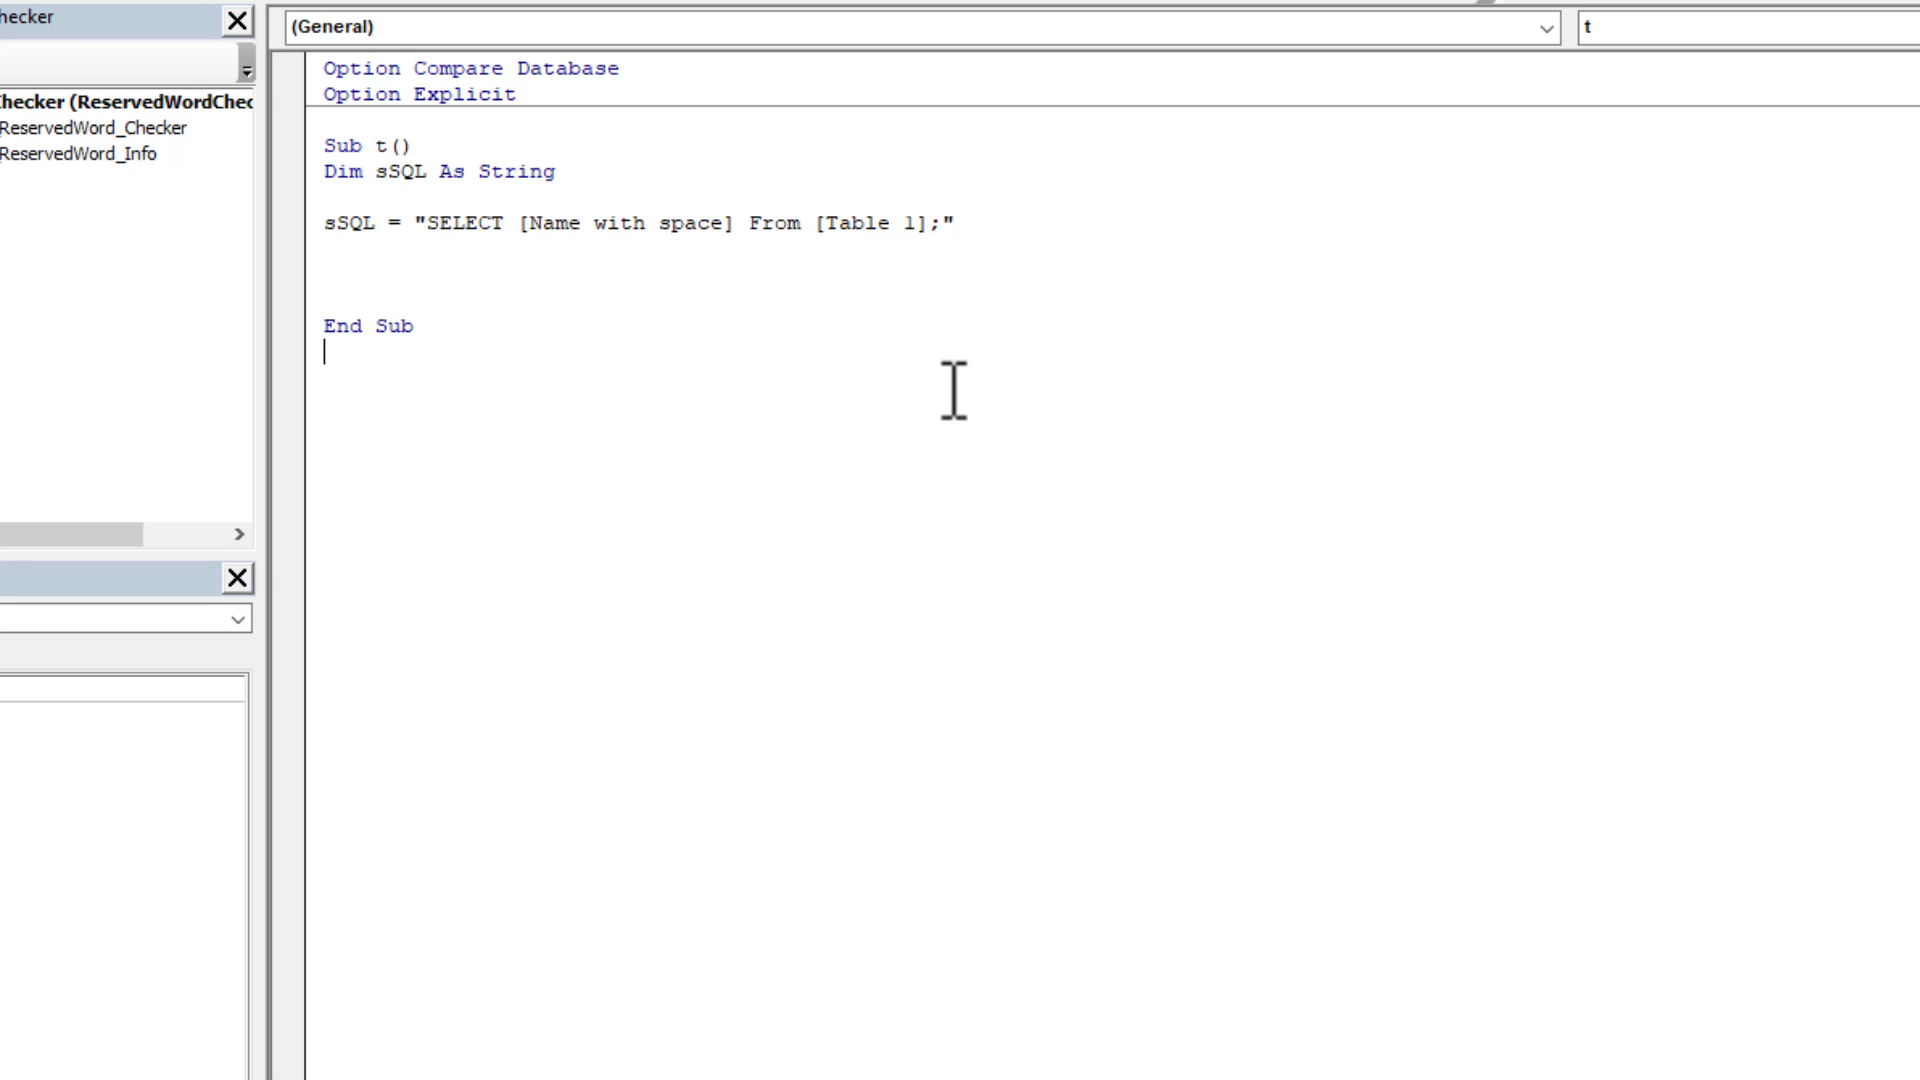 hecker
hecker (ReservedWordChec
ReservedWord_Checker
ReservedWord_Info
(General)
t
Option Compare Database
Option Explicit
Sub t()
Dim sSQL As String
sSQL = "SELECT [Name with space] From [Table 1];"
End Sub